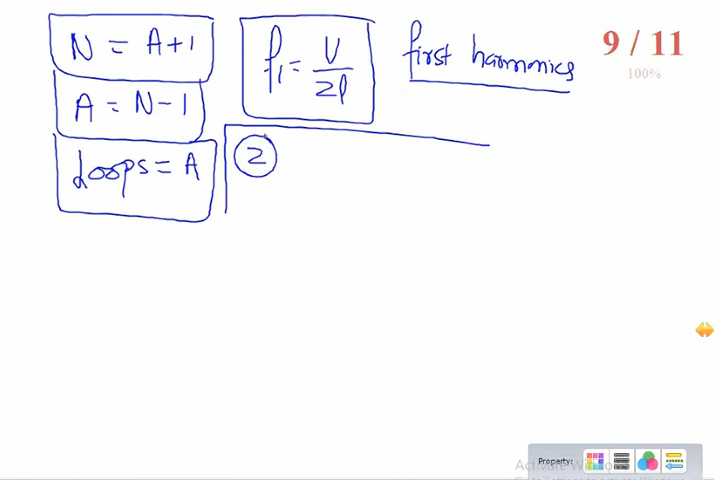 N = A+1
f₁ = V/2l
first harmonics
9 / 11
100%
A = N-1
Loops = A
2
Property: